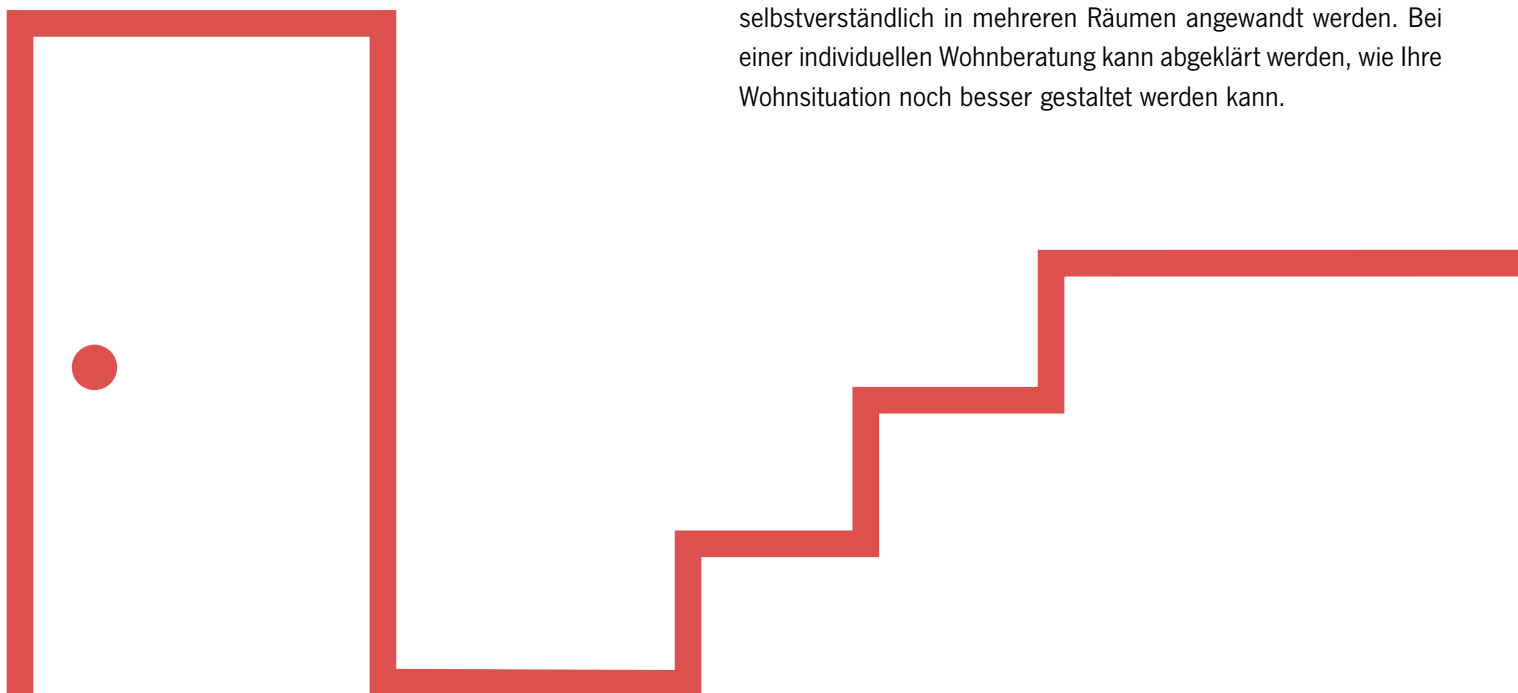 selbstverständlich in mehreren Räumen angewandt werden. Bei
einer individuellen Wohnberatung kann abgeklärt werden, wie Ihre
Wohnsituation noch besser gestaltet werden kann.